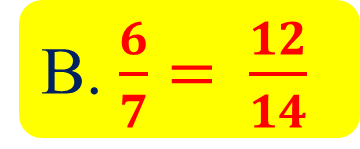 B. 6/7 = 12/14